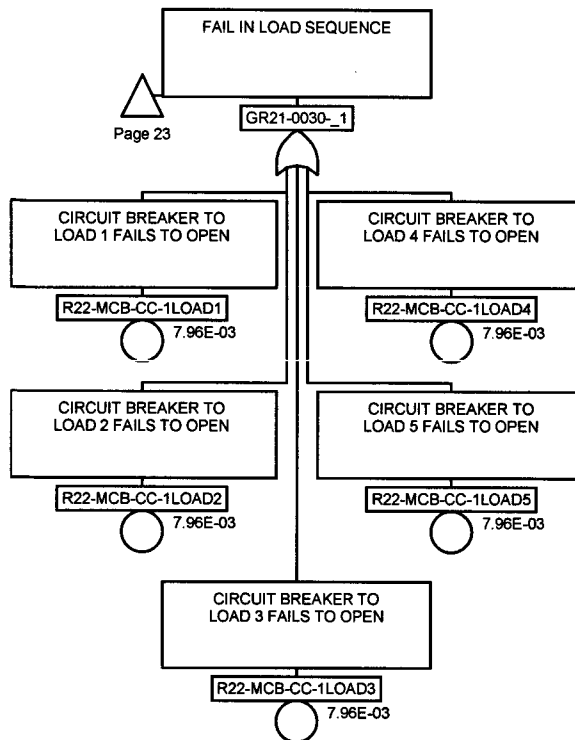 FAIL IN LOAD SEQUENCE
Page 23
GR21-0030-_1
CIRCUIT BREAKER TO
LOAD 1 FAILS TO OPEN
R22-MCB-CC-1LOAD1
7.96E-03
CIRCUIT BREAKER TO
LOAD 4 FAILS TO OPEN
R22-MCB-CC-1LOAD4
7.96E-03
CIRCUIT BREAKER TO
LOAD 2 FAILS TO OPEN
R22-MCB-CC-1LOAD2
7.96E-03
CIRCUIT BREAKER TO
LOAD 5 FAILS TO OPEN
R22-MCB-CC-1LOAD5
7.96E-03
CIRCUIT BREAKER TO
LOAD 3 FAILS TO OPEN
R22-MCB-CC-1LOAD3
7.96E-03